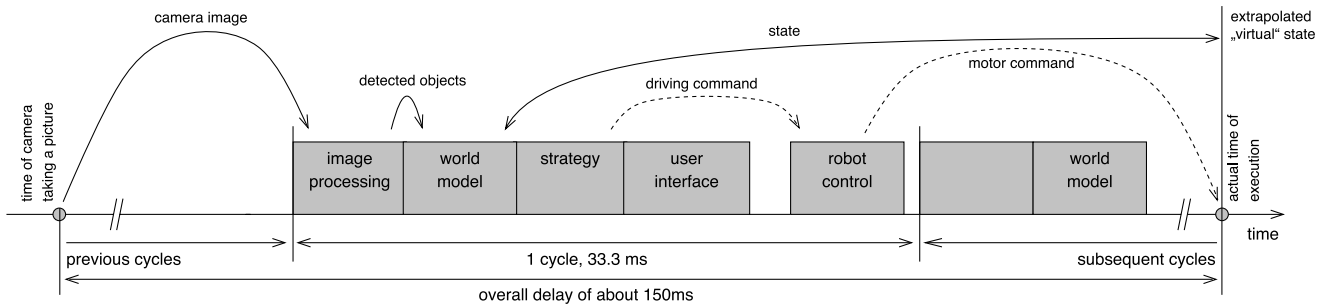 camera image
state
extrapolated
„virtual“ state
detected objects
driving command
motor command
time of camera
taking a picture
image
processing
world
model
strategy
user
interface
robot
control
world
model
actual time of
execution
time
previous cycles
1 cycle, 33.3 ms
subsequent cycles
overall delay of about 150ms